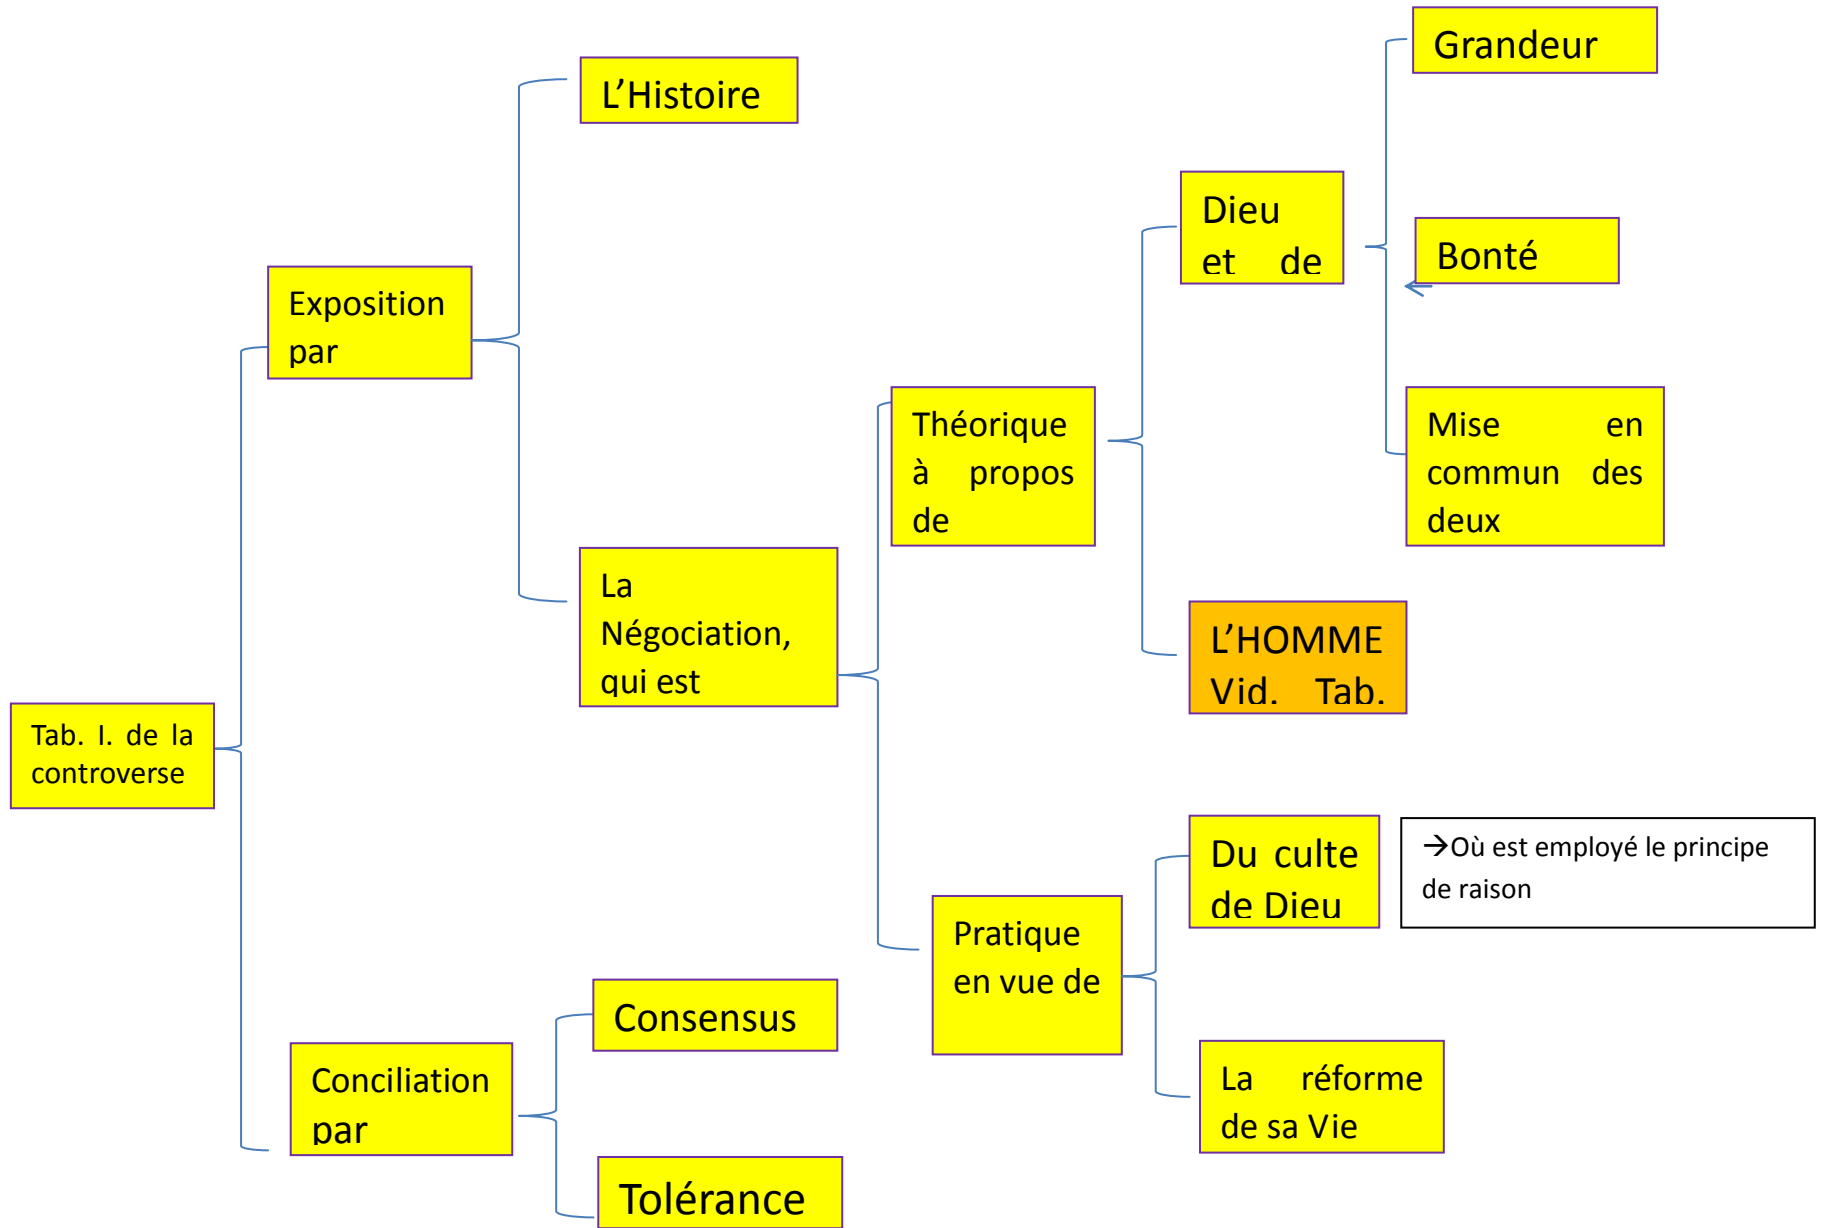 Grandeur
L’Histoire
Dieu
et de
Bonté
Exposition
par
Théorique
à propos
de
Mise en
commun des
deux
La
Négociation,
qui est
L’HOMME
Vid. Tab.
Tab. I. de la
controverse
Du culte
de Dieu
→Où est employé le principe
de raison
Pratique
en vue de
Consensus
Conciliation
par
La réforme
de sa Vie
Tolérance